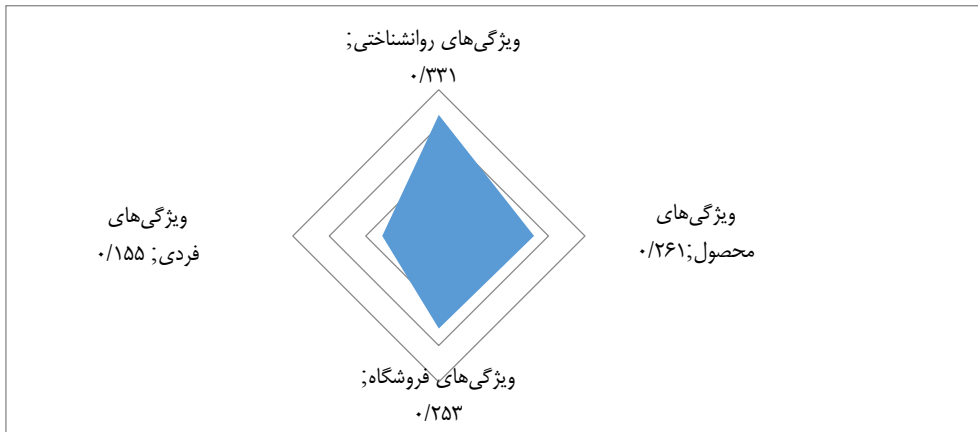 ویژگی‌های روانشناختی;
۰/۳۳۱
ویژگی‌های
محصول;۰/۲۶۱
ویژگی‌های
فردی; ۰/۱۵۵
ویژگی‌های فروشگاه;
۰/۲۵۳